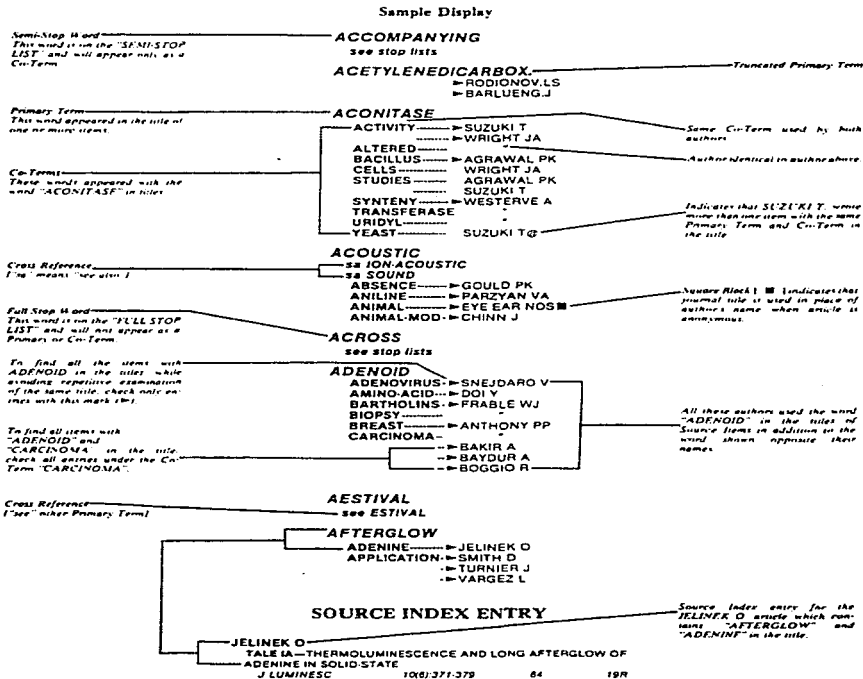 Sample Display
Semi-Stop Word
This word is on the "SEMI-STOP
LIST" and will appear only as a
Co-Term
ACCOMPANYING
see stop lists
ACETYLENEDICARBOX.
Truncated Primary Term
RODIONOV.LS
BARLUENG.J
Primary Term
This word appeared in the title of
one or more items.
ACONITASE
ACTIVITY SUZUKI T
WRIGHT JA
ALTERED "
BACILLUS AGRAWAL PK
CELLS WRIGHT JA
STUDIES AGRAWAL PK
SUZUKI T
SYNTENY WESTERVE A
TRANSFERASE "
URIDYL "
YEAST SUZUKI T@
Same Co-Term used by both
authors
Author identical to author above.
Co-Terms
These words appeared with the
word "ACONITASE" in titles
Indicates that SUZUKI T. wrote
more than one item with the same
Primary Term and Co-Term in
the title
Cross Reference
["sa" means "see also"]
ACOUSTIC
sa ION-ACOUSTIC
sa SOUND
ABSENCE GOULD PK
ANILINE PARZYAN VA
ANIMAL EYE EAR NOS■
ANIMAL-MOD CHINN J
Square Block [ ■ ] indicates that
journal title is used in place of
author's name when article is
anonymous.
Full Stop Word
This word is on the "FULL STOP
LIST" and will not appear as a
Primary or Co-Term.
ACROSS
see stop lists
To find all the items with
ADENOID in the titles while
avoiding repetitive examination
of the same title, check only en-
tries with this mark [►].
ADENOID
ADENOVIRUS SNEJDARO V
AMINO-ACID DOI Y
BARTHOLINS FRABLE WJ
BIOPSY "
BREAST ANTHONY PP
CARCINOMA "
BAKIR A
BAYDUR A
BOGGIO R
All these authors used the word
"ADENOID" in the titles of
Source Items in addition to the
word shown opposite their
names
To find all items with
"ADENOID" and
"CARCINOMA" in the title,
check all entries under the Co-
Term "CARCINOMA".
Cross Reference
["see" other Primary Term]
AESTIVAL
see ESTIVAL
AFTERGLOW
ADENINE JELINEK O
APPLICATION SMITH D
TURNIER J
VARGEZ L
SOURCE INDEX ENTRY
Source Index entry for the
JELINEK O article which con-
tains "AFTERGLOW" and
"ADENINE" in the title.
JELINEK O
TALE IA—THERMOLUMINESCENCE AND LONG AFTERGLOW OF
ADENINE IN SOLID-STATE
J LUMINESC 10(6):371-379 84 19R